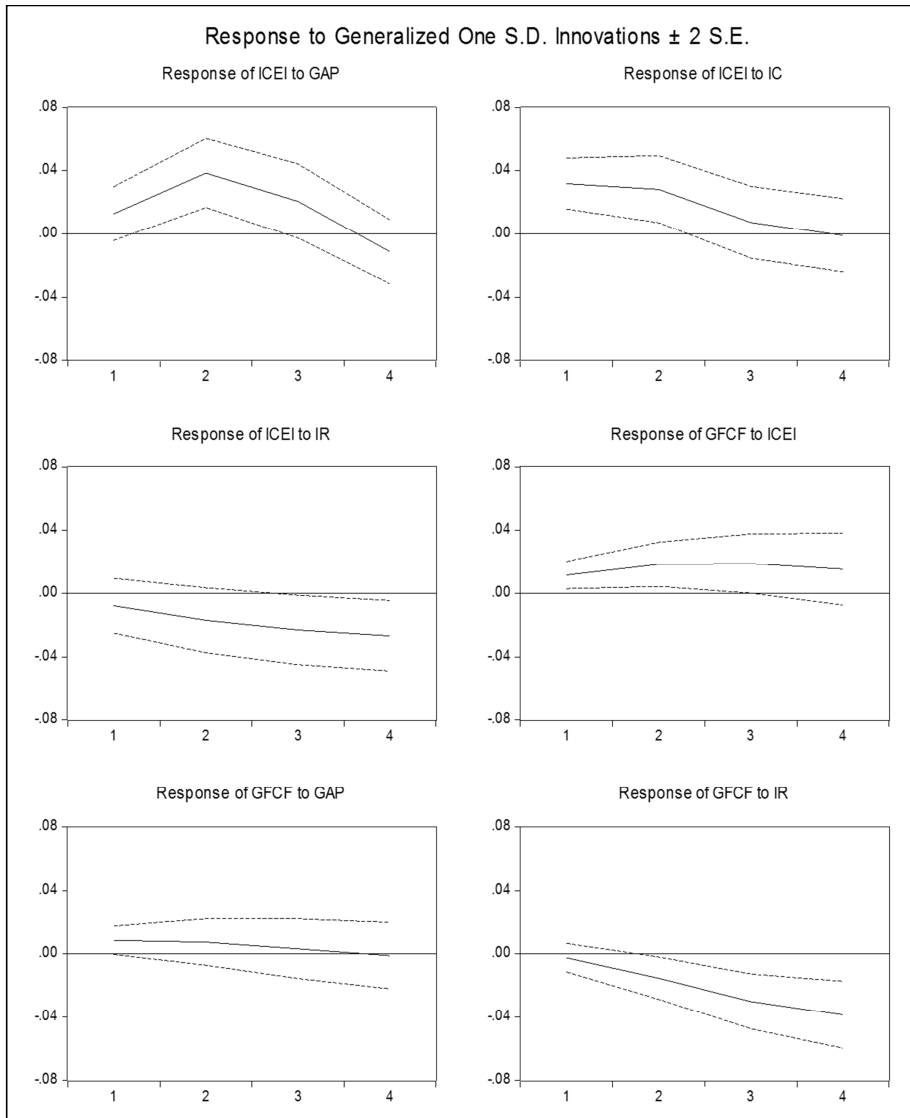 Response to Generalized One S.D. Innovations ± 2 S.E.
Response of ICEI to GAP
.08
.04
.00
-.04
-.08
1 2 3 4
Response of ICEI to IC
.08
.04
.00
-.04
-.08
1 2 3 4
Response of ICEI to IR
.08
.04
.00
-.04
-.08
1 2 3 4
Response of GFCF to ICEI
.08
.04
.00
-.04
-.08
1 2 3 4
Response of GFCF to GAP
.08
.04
.00
-.04
-.08
1 2 3 4
Response of GFCF to IR
.08
.04
.00
-.04
-.08
1 2 3 4